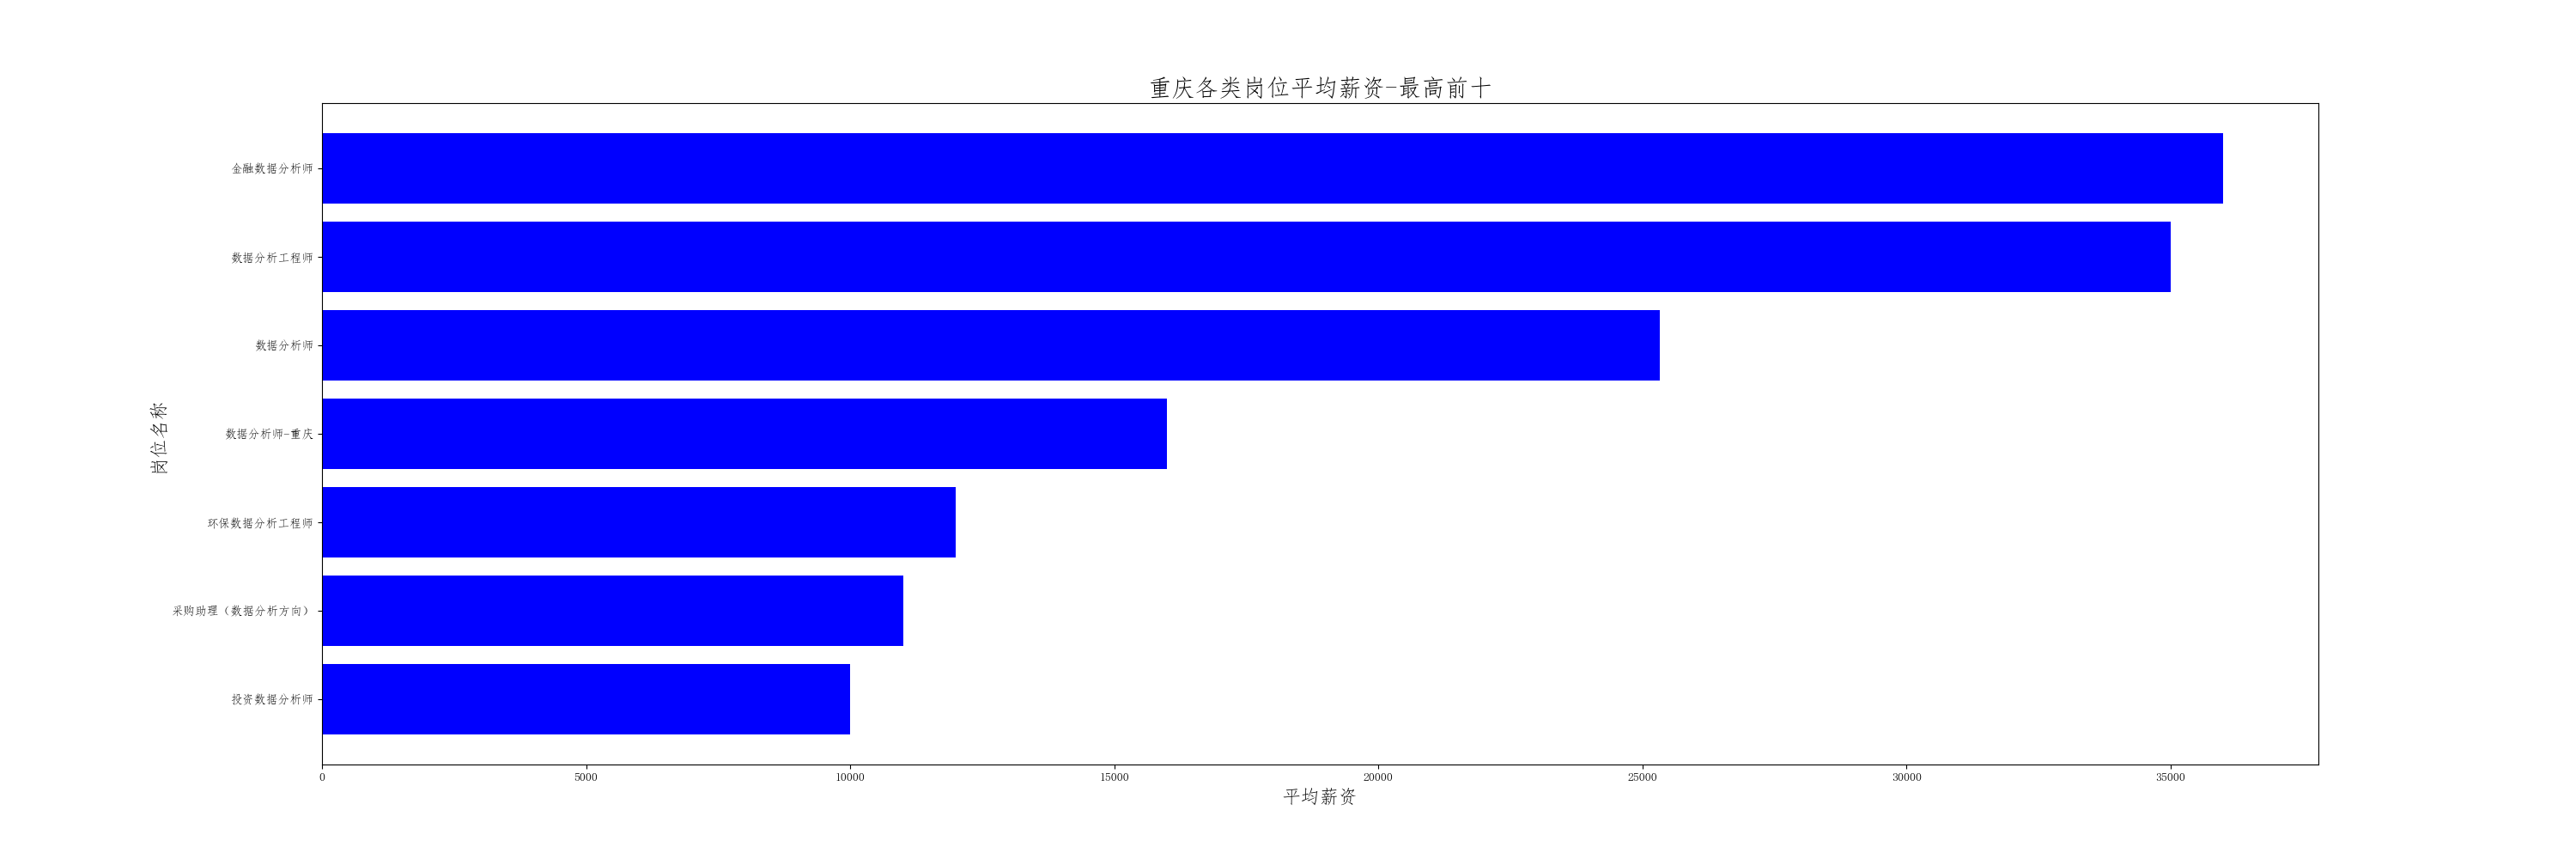 重庆各类岗位平均薪资-最高前十
金融数据分析师
数据分析工程师
数据分析师
数据分析师-重庆
环保数据分析工程师
采购助理（数据分析方向）
投资数据分析师
岗位名称
0 5000 10000 15000 20000 25000 30000 35000
平均薪资